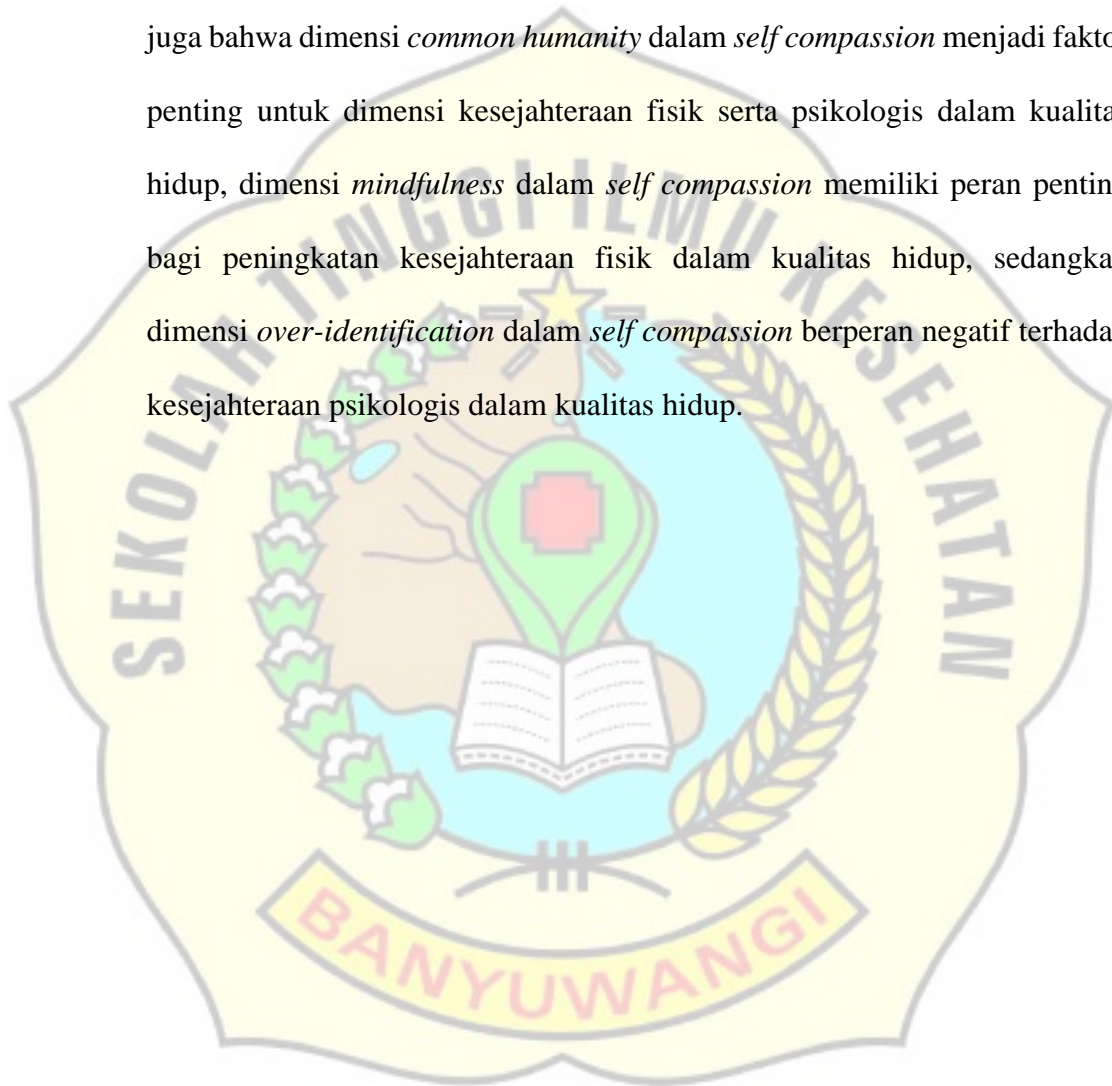 juga bahwa dimensi common humanity dalam self compassion menjadi fakto
penting untuk dimensi kesejahteraan fisik serta psikologis dalam kualita
hidup, dimensi mindfulness dalam self compassion memiliki peran pentin
bagi peningkatan kesejahteraan fisik dalam kualitas hidup, sedangka
dimensi over-identification dalam self compassion berperan negatif terhada
kesejahteraan psikologis dalam kualitas hidup.
SEKOLAH TINGGI ILMU KESEHATAN
BANYUWANGI